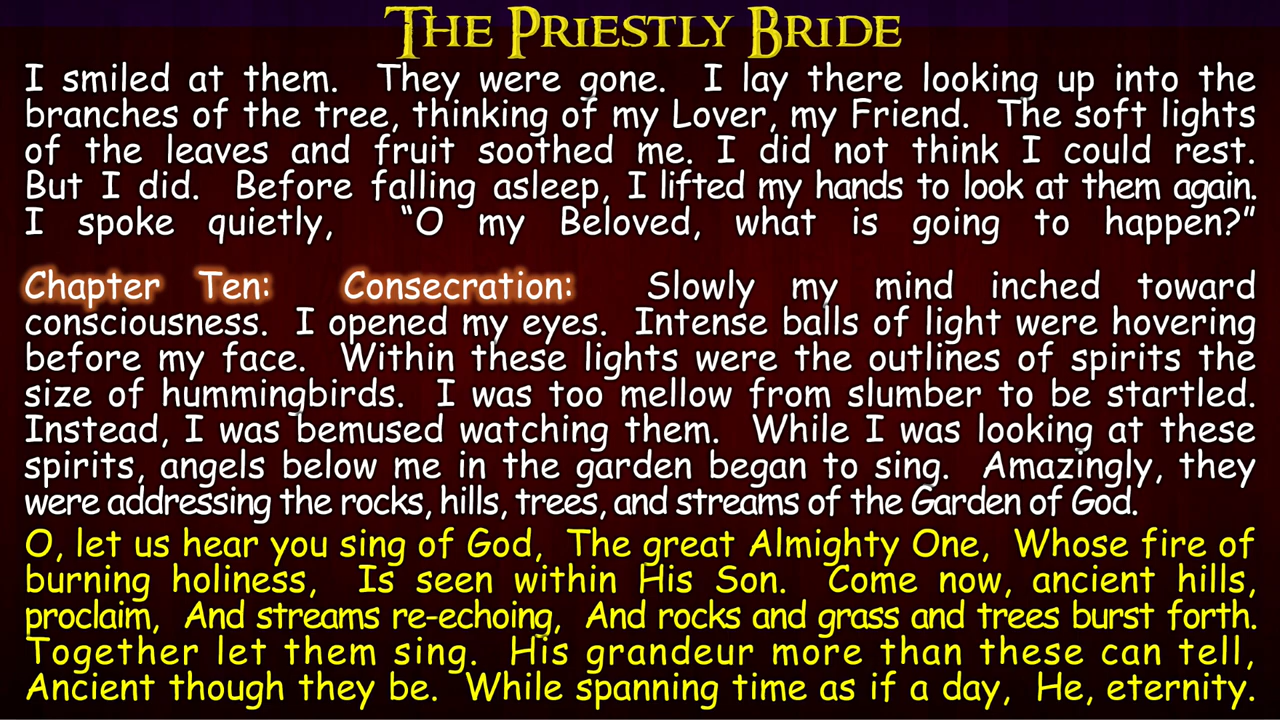 The Priestly Bride
I smiled at them. They were gone. I lay there looking up into the
branches of the tree, thinking of my Lover, my Friend. The soft lights
of the leaves and fruit soothed me. I did not think I could rest.
But I did. Before falling asleep, I lifted my hands to look at them again.
I spoke quietly, “O my Beloved, what is going to happen?”
Chapter Ten: Consecration: Slowly my mind inched toward
consciousness. I opened my eyes. Intense balls of light were hovering
before my face. Within these lights were the outlines of spirits the
size of hummingbirds. I was too mellow from slumber to be startled.
Instead, I was bemused watching them. While I was looking at these
spirits, angels below me in the garden began to sing. Amazingly, they
were addressing the rocks, hills, trees, and streams of the Garden of God.
O, let us hear you sing of God, The great Almighty One, Whose fire of
burning holiness, Is seen within His Son. Come now, ancient hills,
proclaim, And streams re-echoing, And rocks and grass and trees burst forth.
Together let them sing. His grandeur more than these can tell,
Ancient though they be. While spanning time as if a day, He, eternity.